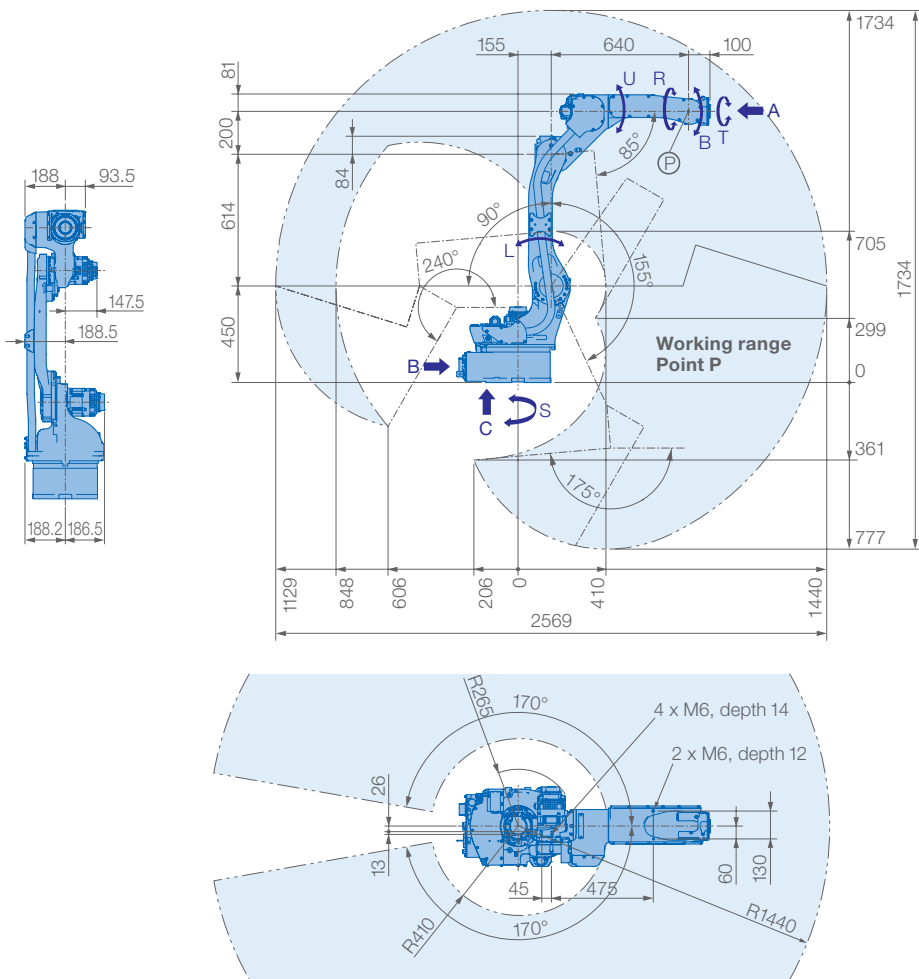 1734
155
640
100
81
U
R
A
B
T
P
200
85°
84
188
93.5
614
90°
L
705
1734
240°
155°
147.5
188.5
450
299
Working range
Point P
0
B
C
S
361
175°
188.2
186.5
777
1129
848
606
206
0
410
1440
2569
R265
170°
4 x M6, depth 14
2 x M6, depth 12
26
13
45
475
60
130
R410
170°
R1440